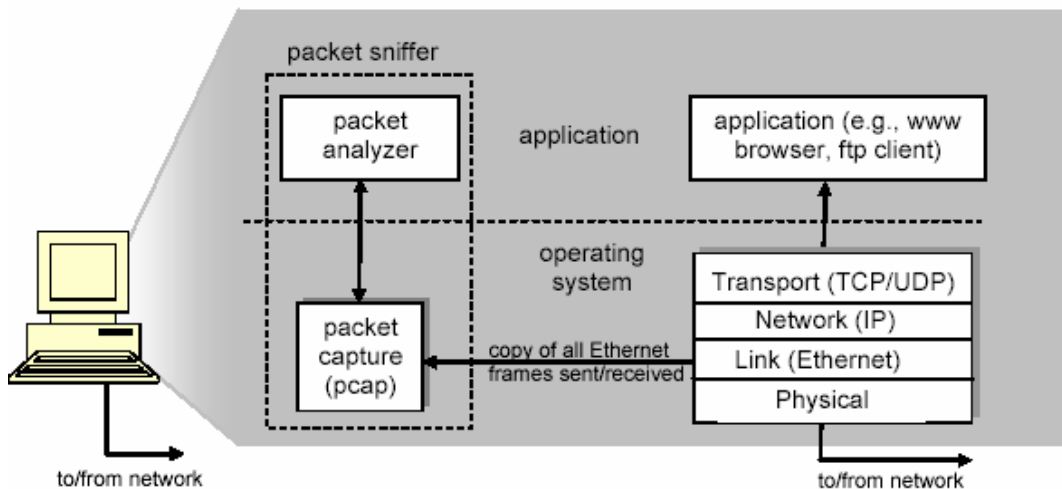 packet sniffer
packet
analyzer
application
application (e.g., www
browser, ftp client)
operating
system
packet
capture
(pcap)
copy of all Ethernet
frames sent/received
Transport (TCP/UDP)
Network (IP)
Link (Ethernet)
Physical
to/from network
to/from network